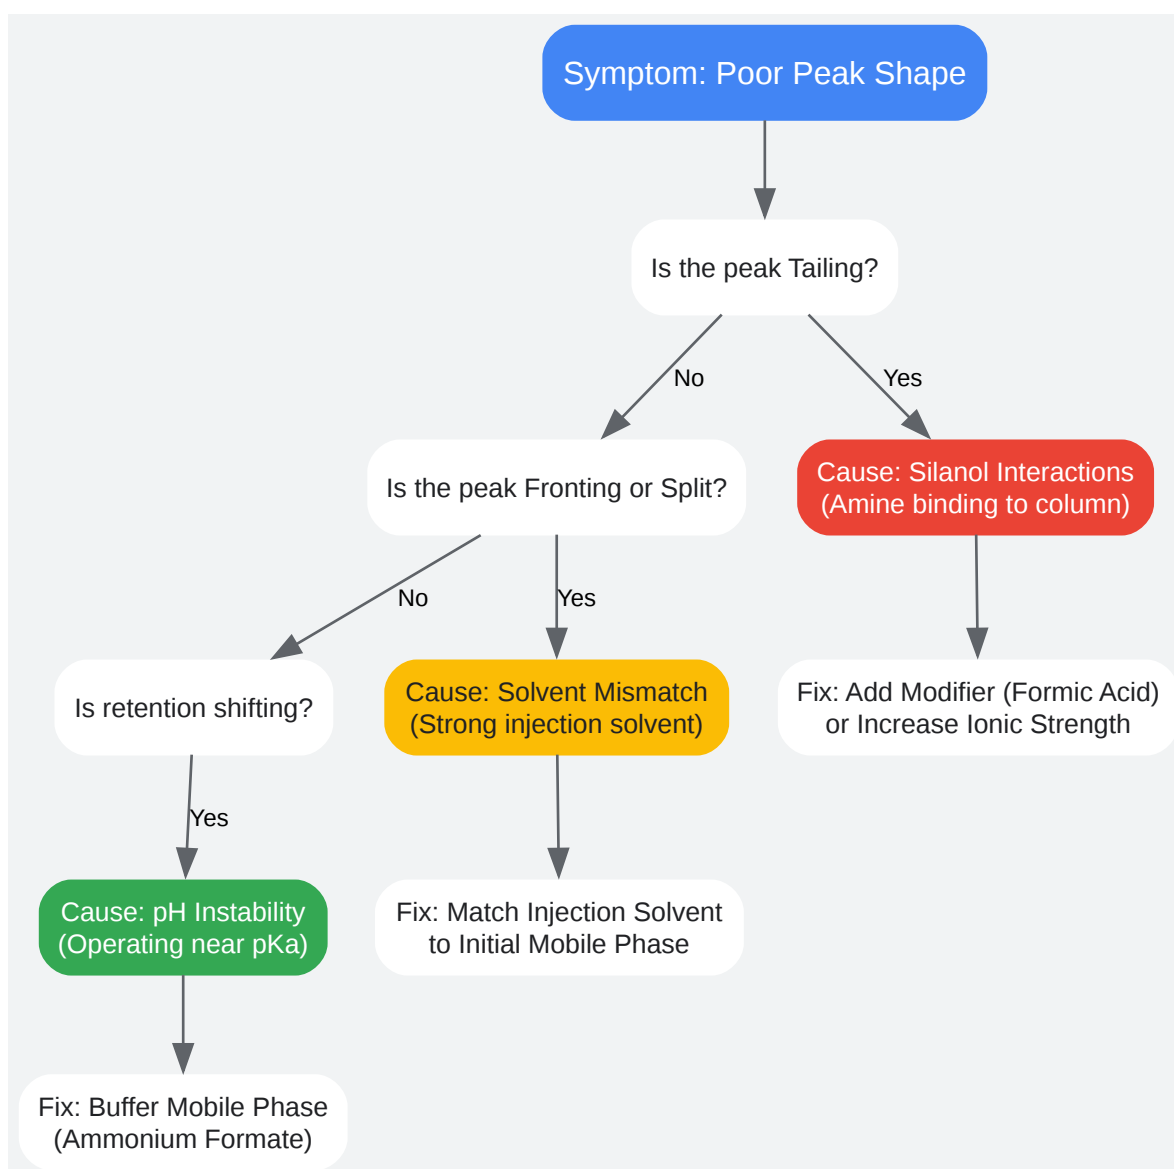 Symptom: Poor Peak Shape
Is the peak Tailing?
No
Yes
Is the peak Fronting or Split?
Cause: Silanol Interactions
(Amine binding to column)
No
Yes
Is retention shifting?
Cause: Solvent Mismatch
(Strong injection solvent)
Fix: Add Modifier (Formic Acid)
or Increase Ionic Strength
Yes
Cause: pH Instability
(Operating near pKa)
Fix: Match Injection Solvent
to Initial Mobile Phase
Fix: Buffer Mobile Phase
(Ammonium Formate)